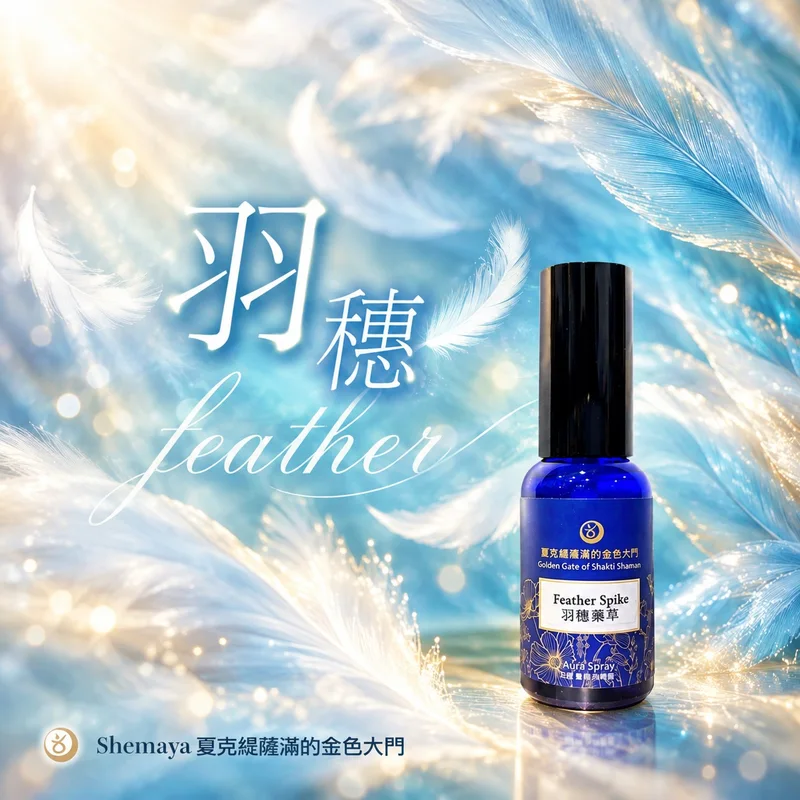 羽穗
feather
夏克緹薩滿的金色大門
Golden Gate of Shakti Shaman
Feather Spike
羽穗藥草
Aura Spray
Shemaya 夏克緹薩滿的金色大門